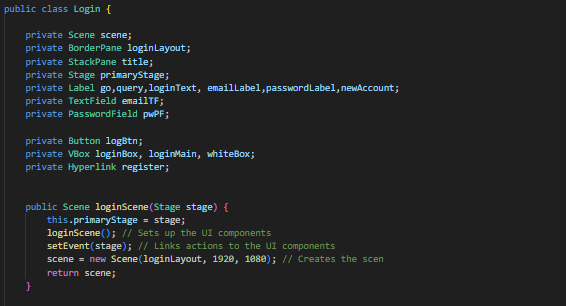 public class Login {
private Scene scene;
private BorderPane loginLayout;
private StackPane title;
private Stage primaryStage;
private Label go,query,loginText, emailLabel,passwordLabel,newAccount;
private TextField emailTF;
private PasswordField pwPF;
private Button logBtn;
private VBox loginBox, loginMain, whiteBox;
private Hyperlink register;
public Scene loginScene(Stage stage) {
this.primaryStage = stage;
loginScene(); // Sets up the UI components
setEvent(stage); // Links actions to the UI components
scene = new Scene(loginLayout, 1920, 1080); // Creates the scen
return scene;
}